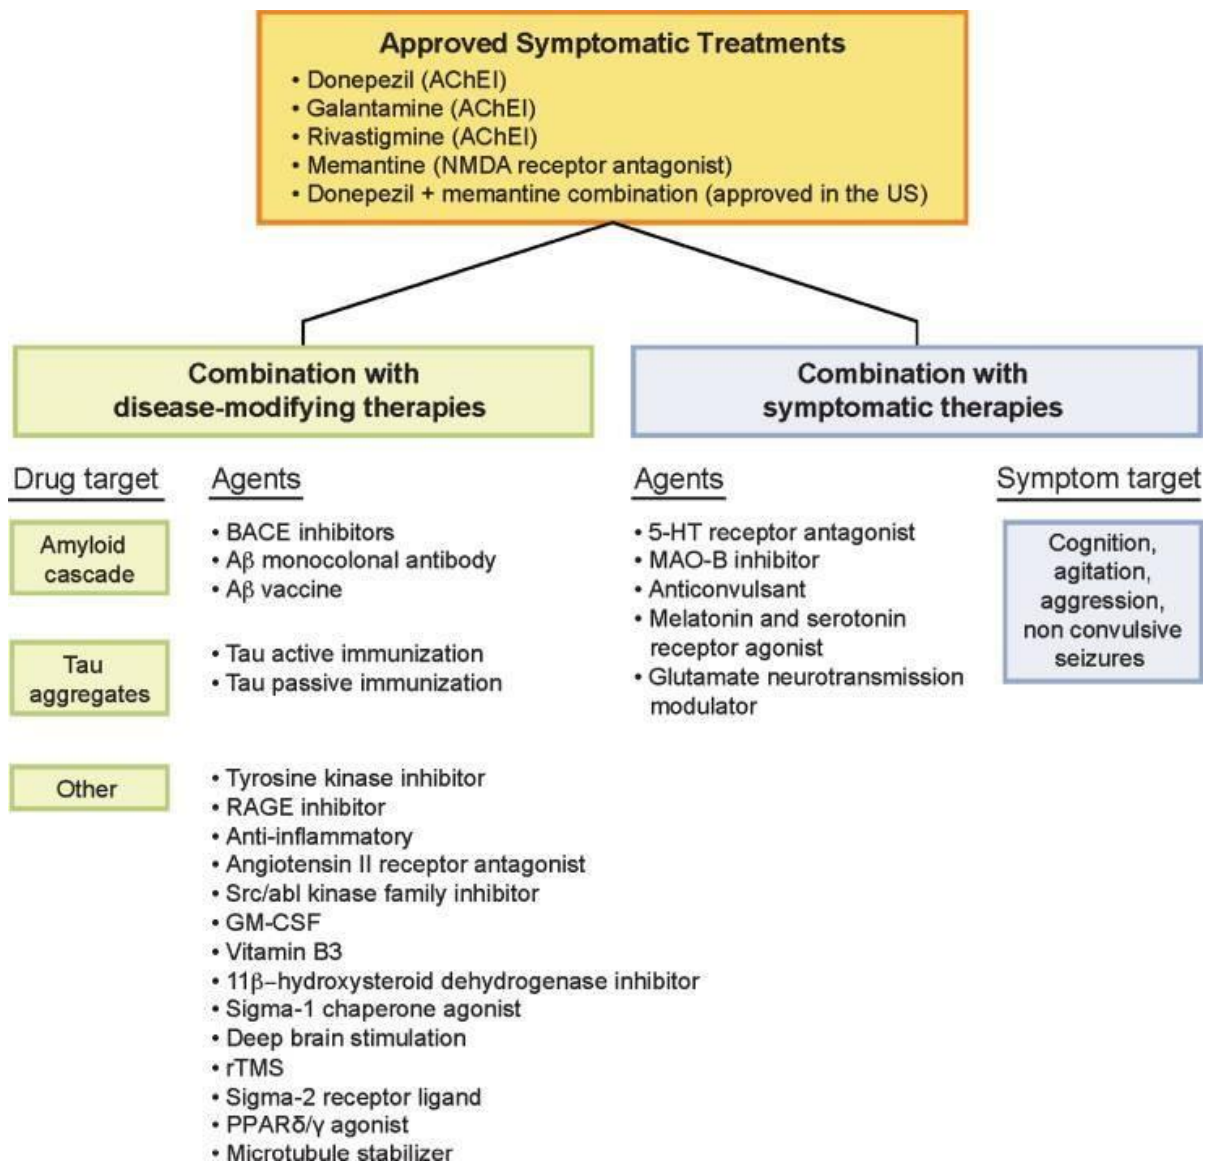 Approved Symptomatic Treatments
• Donepezil (AChEI)
• Galantamine (AChEI)
• Rivastigmine (AChEI)
• Memantine (NMDA receptor antagonist)
• Donepezil + memantine combination (approved in the US)
Combination with
disease-modifying therapies
Drug target
Agents
Amyloid
cascade
• BACE inhibitors
• Aβ monocolonal antibody
• Aβ vaccine
Tau
aggregates
• Tau active immunization
• Tau passive immunization
Other
• Tyrosine kinase inhibitor
• RAGE inhibitor
• Anti-inflammatory
• Angiotensin II receptor antagonist
• Src/abl kinase family inhibitor
• GM-CSF
• Vitamin B3
• 11β–hydroxysteroid dehydrogenase inhibitor
• Sigma-1 chaperone agonist
• Deep brain stimulation
• rTMS
• Sigma-2 receptor ligand
• PPARδ/γ agonist
• Microtubule stabilizer
Combination with
symptomatic therapies
Agents
Symptom target
• 5-HT receptor antagonist
• MAO-B inhibitor
• Anticonvulsant
• Melatonin and serotonin
receptor agonist
• Glutamate neurotransmission
modulator
Cognition,
agitation,
aggression,
non convulsive
seizures